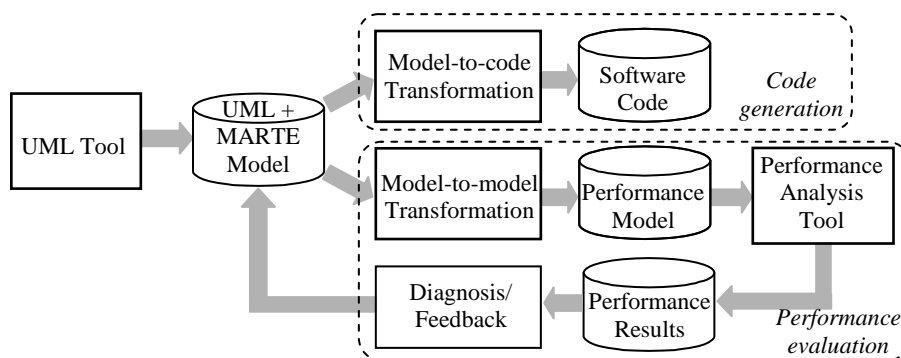 UML Tool
UML +
MARTE
Model
Model-to-code
Transformation
Software
Code
Code
generation
Model-to-model
Transformation
Performance
Model
Performance
Analysis
Tool
Diagnosis/
Feedback
Performance
Results
Performance
evaluation